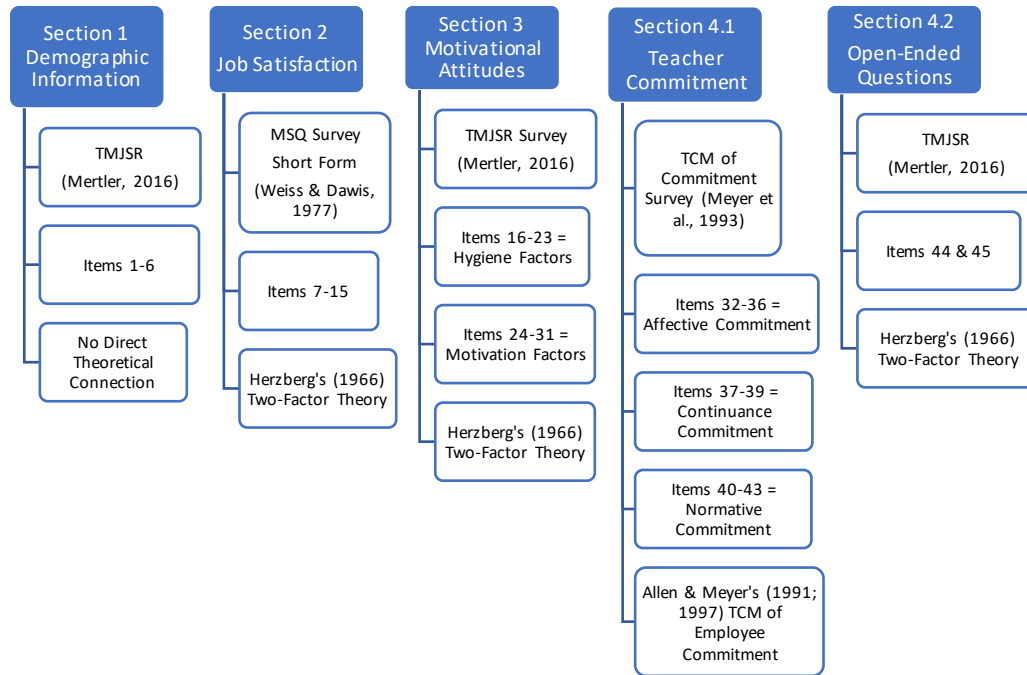 Section 1
Demographic
Information
TMJSR
(Mertler, 2016)
Items 1-6
No Direct
Theoretical
Connection
Section 2
Job Satisfaction
MSQ Survey
Short Form
(Weiss & Dawis,
1977)
Items 7-15
Herzberg's (1966)
Two-Factor Theory
Section 3
Motivational
Attitudes
TMJSR Survey
(Mertler, 2016)
Items 16-23 =
Hygiene Factors
Items 24-31 =
Motivation Factors
Herzberg's (1966)
Two-Factor Theory
Section 4.1
Teacher
Commitment
TCM of
Commitment
Survey (Meyer
et al., 1993)
Items 32-36 =
Affective Commitment
Items 37-39 =
Continuance
Commitment
Items 40-43 =
Normative
Commitment
Allen & Meyer's (1991;
1997) TCM of
Employee
Commitment
Section 4.2
Open-Ended
Questions
TMJSR
(Mertler, 2016)
Items 44 & 45
Herzberg's (1966)
Two-Factor Theory